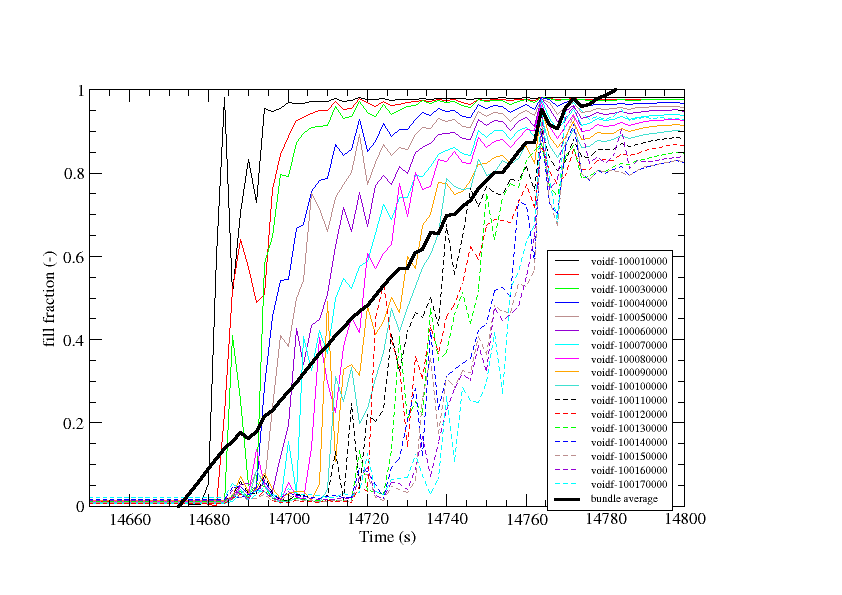 1
0.8
0.6
0.4
0.2
0
fill fraction (-)
14660
14680
14700
14720
14740
14760
14780
14800
Time (s)
voidf-100010000
voidf-100020000
voidf-100030000
voidf-100040000
voidf-100050000
voidf-100060000
voidf-100070000
voidf-100080000
voidf-100090000
voidf-100100000
voidf-100110000
voidf-100120000
voidf-100130000
voidf-100140000
voidf-100150000
voidf-100160000
voidf-100170000
bundle average